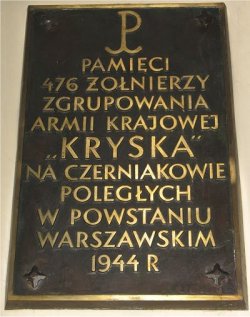 PAMIĘCI
476 ŻOŁNIERZY
ZGRUPOWANIA
ARMII KRAJOWEJ
„KRYSKA”
NA CZERNIAKOWIE
POLEGŁYCH
W POWSTANIU
WARSZAWSKIM
1944 R